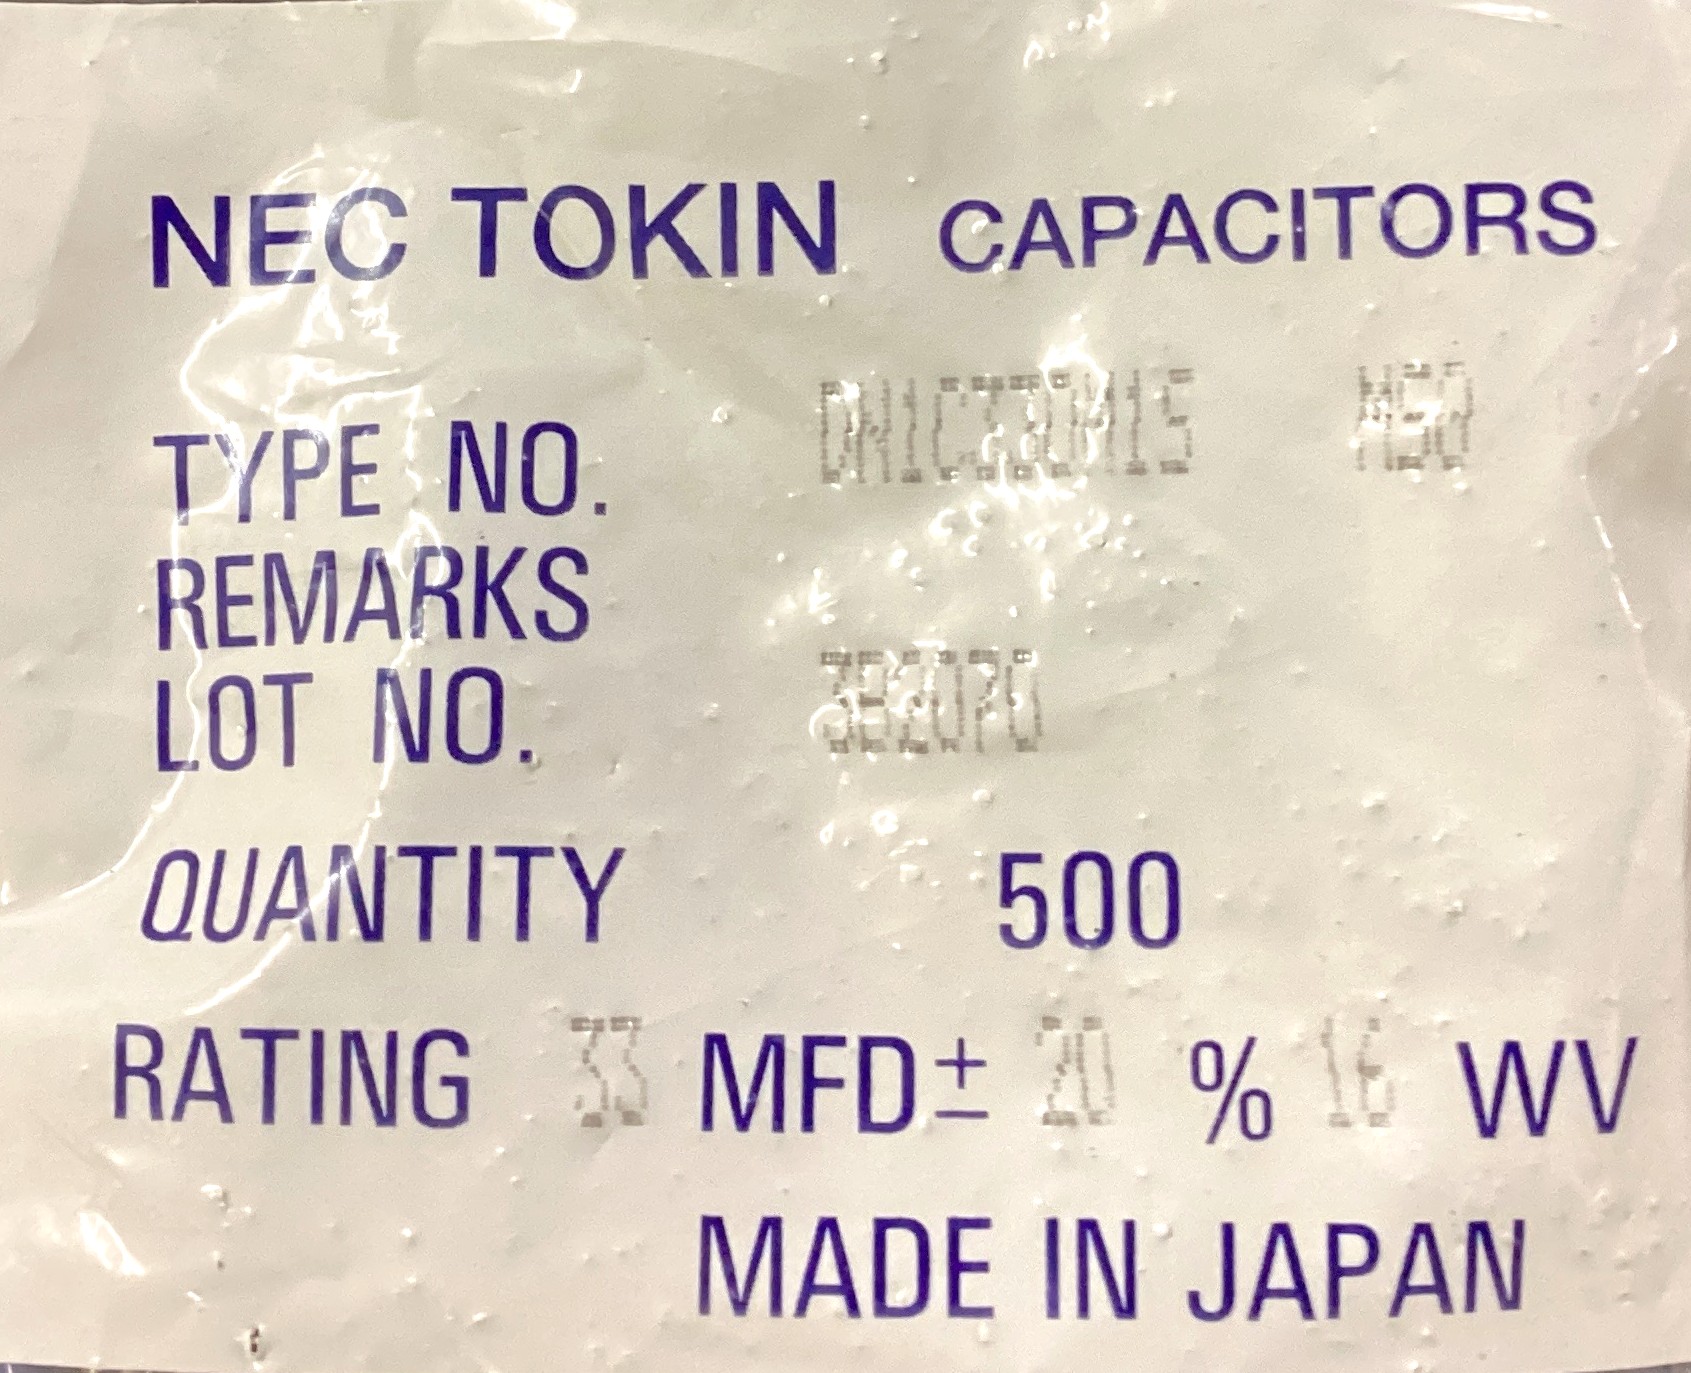 NEC TOKIN CAPACITORS
TYPE NO. DN1C330M1S
REMARKS
LOT NO.
QUANTITY 500
RATING 33 MFD± 20 % 16 WV
MADE IN JAPAN